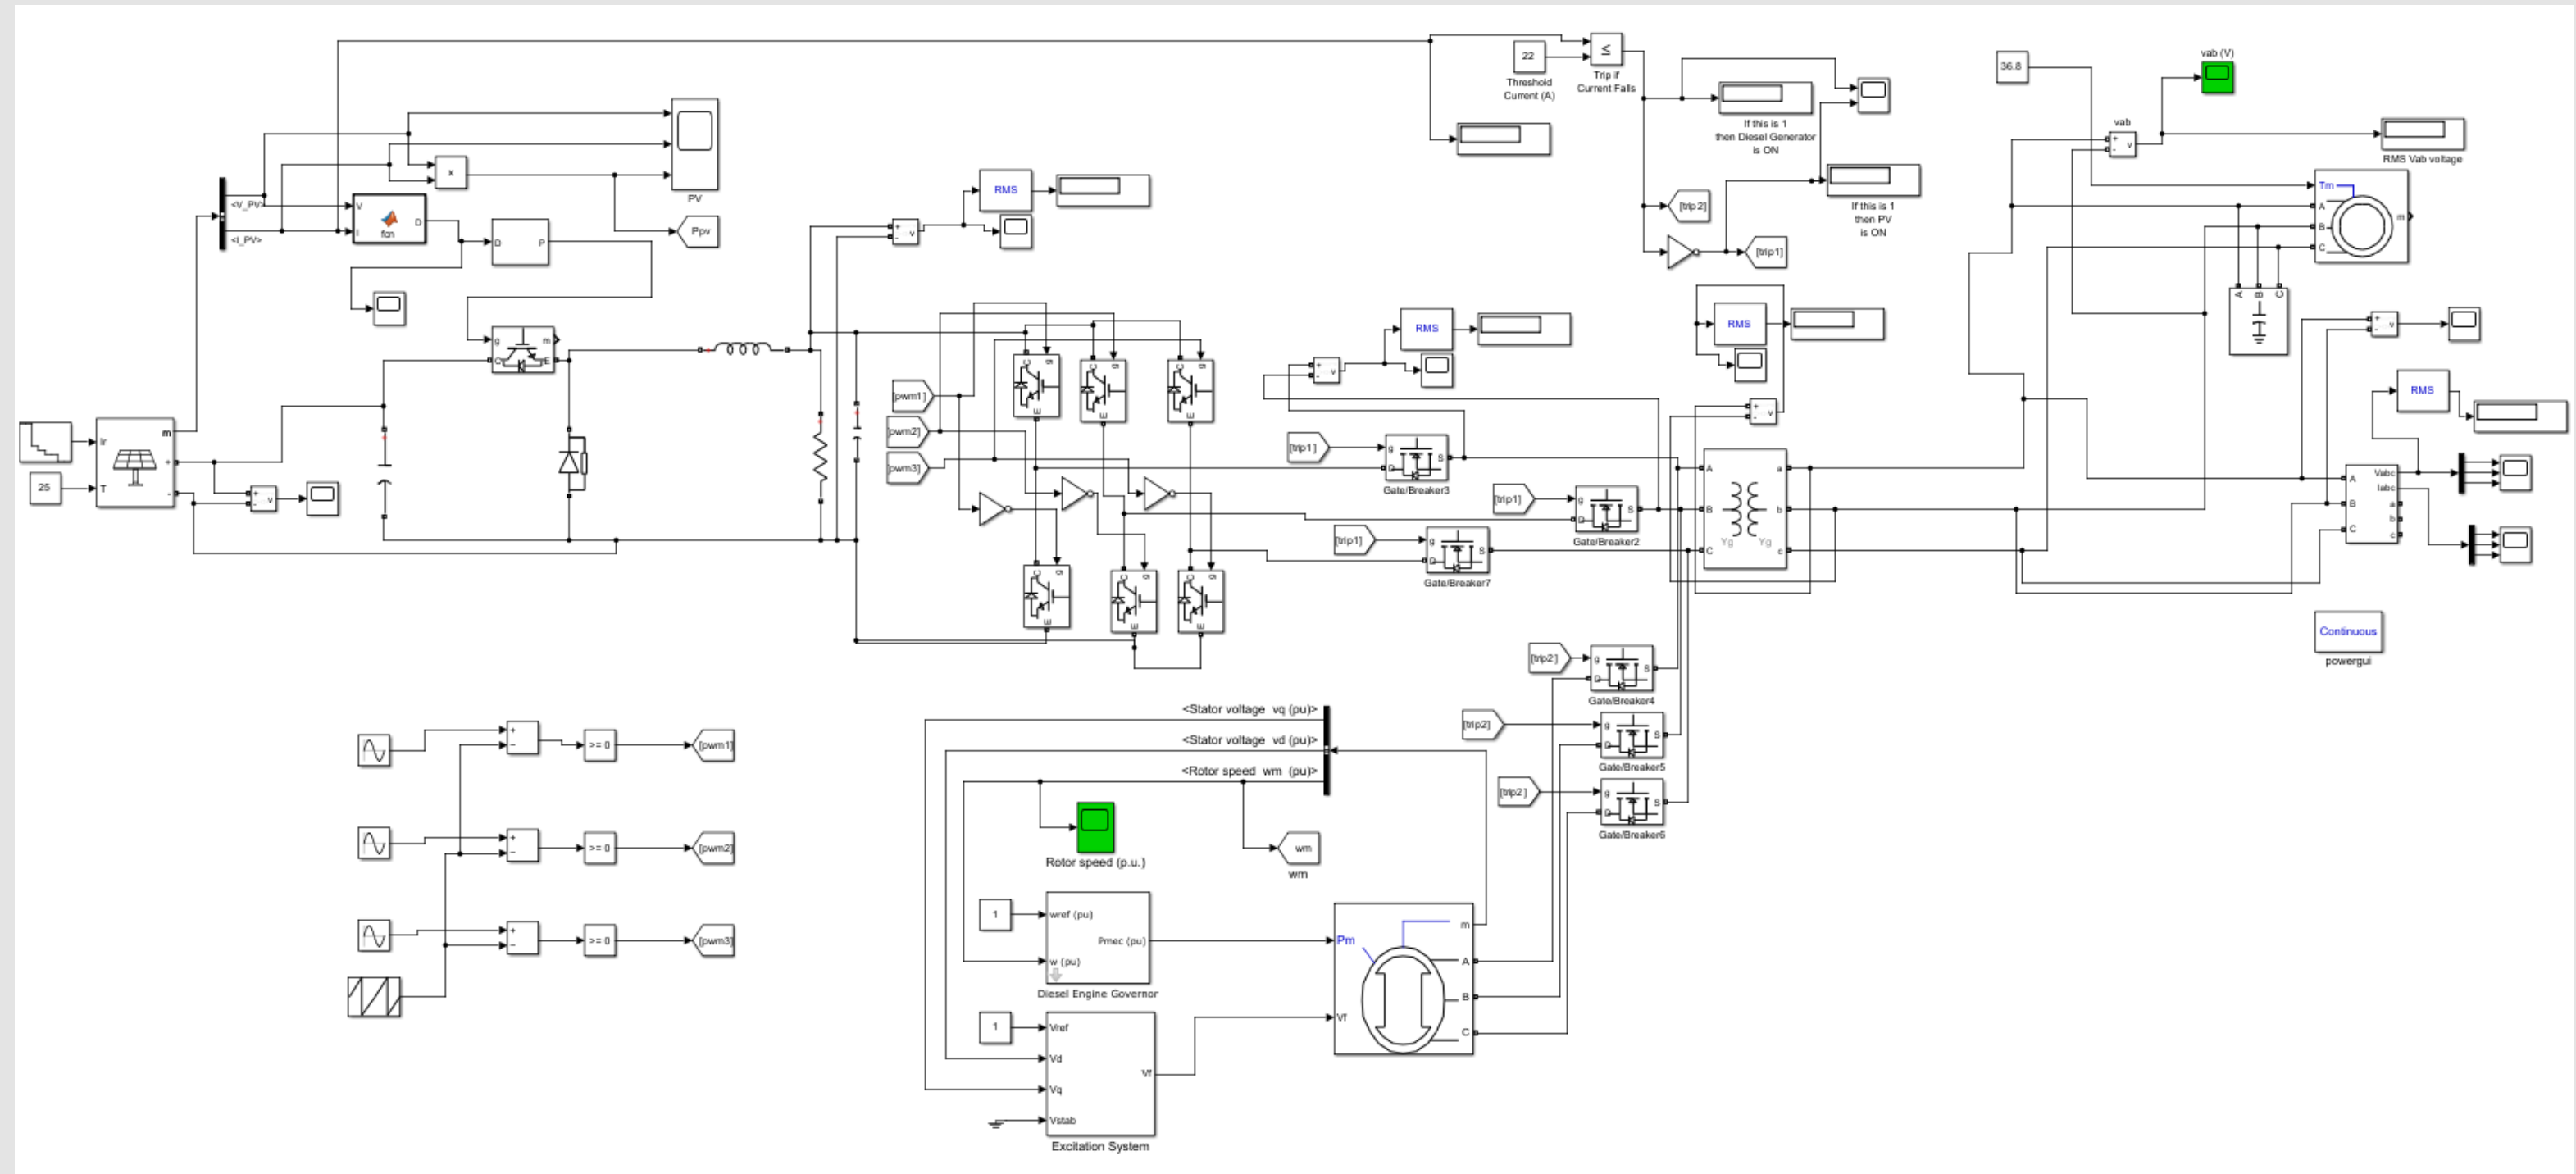 22
Threshold
Current (A)
≤
Trip if
Current Falls
If this is 1
then Diesel Generator
is ON
If this is 1
then PV
is ON
[trip2]
[trip1]
36.8
vab (V)
vab
+
-
v
RMS Vab voltage
Tm
A
B
C
m
A
B
C
PV
x
<V_PV>
<I_PV>
V
I
fcn
D
D
P
Ppv
RMS
+
-
v
g
m
C
E
Ir
T
m
+
-
25
+
-
v
[pwm1]
[pwm2]
[pwm3]
C
g
E
C
g
E
C
g
E
C
g
E
C
g
E
C
g
E
RMS
+
-
v
RMS
+
-
v
[trip1]
g
D
S
Gate/Breaker3
[trip1]
g
D
S
Gate/Breaker2
[trip1]
g
D
S
Gate/Breaker7
A
B
C
a
b
c
Yg
Yg
+
-
v
RMS
A
B
C
Vabc
Iabc
a
b
c
Continuous
powergui
[trip2]
g
D
S
Gate/Breaker4
[trip2]
g
D
S
Gate/Breaker5
[trip2]
g
D
S
Gate/Breaker6
+
−
>= 0
[pwm1]
+
−
>= 0
[pwm2]
+
−
>= 0
[pwm3]
<Stator voltage vq (pu)>
<Stator voltage vd (pu)>
<Rotor speed wm (pu)>
Rotor speed (p.u.)
wm
wm
1
wref (pu)
Pmec (pu)
w (pu)
Diesel Engine Governor
1
Vref
Vd
Vq
Vstab
Vf
Excitation System
Pm
Vf
m
A
B
C